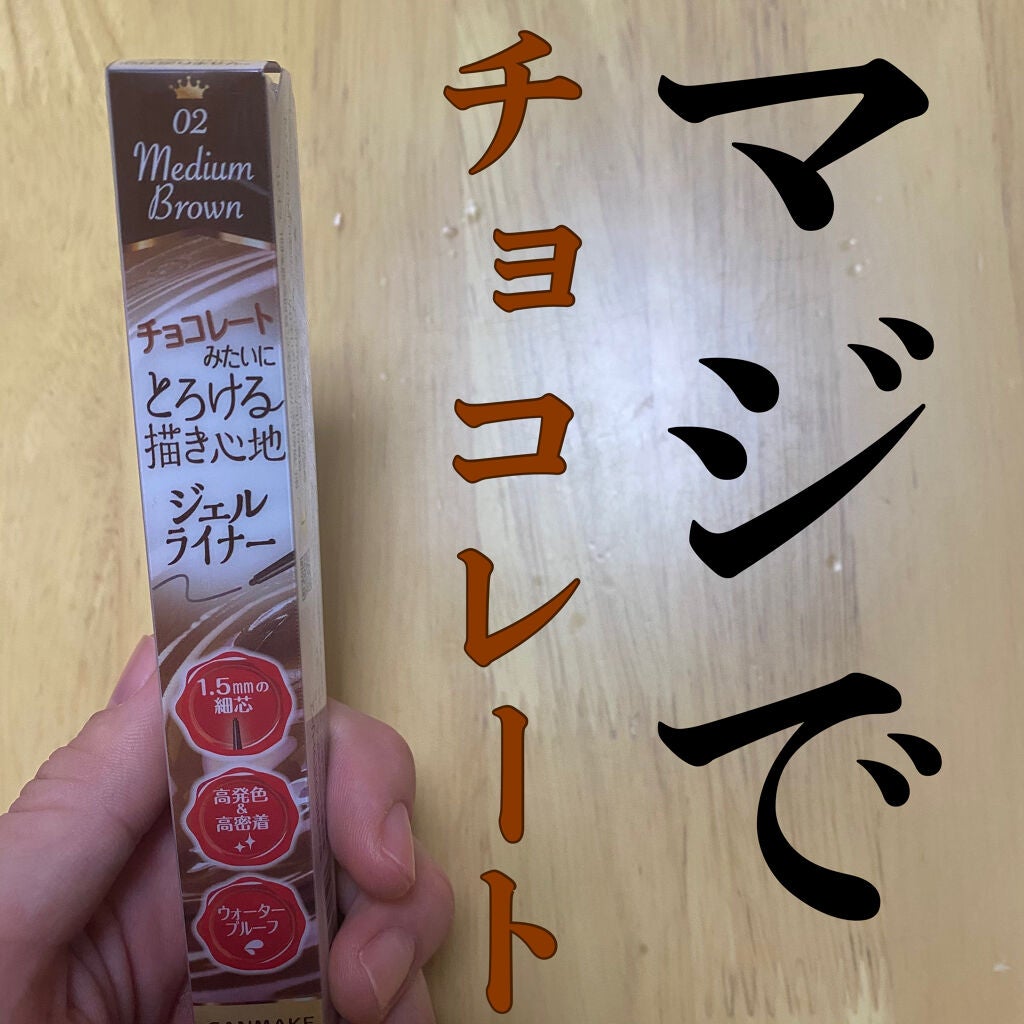 マジで
チョコレート
02
Medium
Brown
チョコレート
みたいに
とろける
描き心地
ジェル
ライナー
1.5mmの
細芯
高発色
&
高密着
ウォーター
プルーフ
CANMAKE